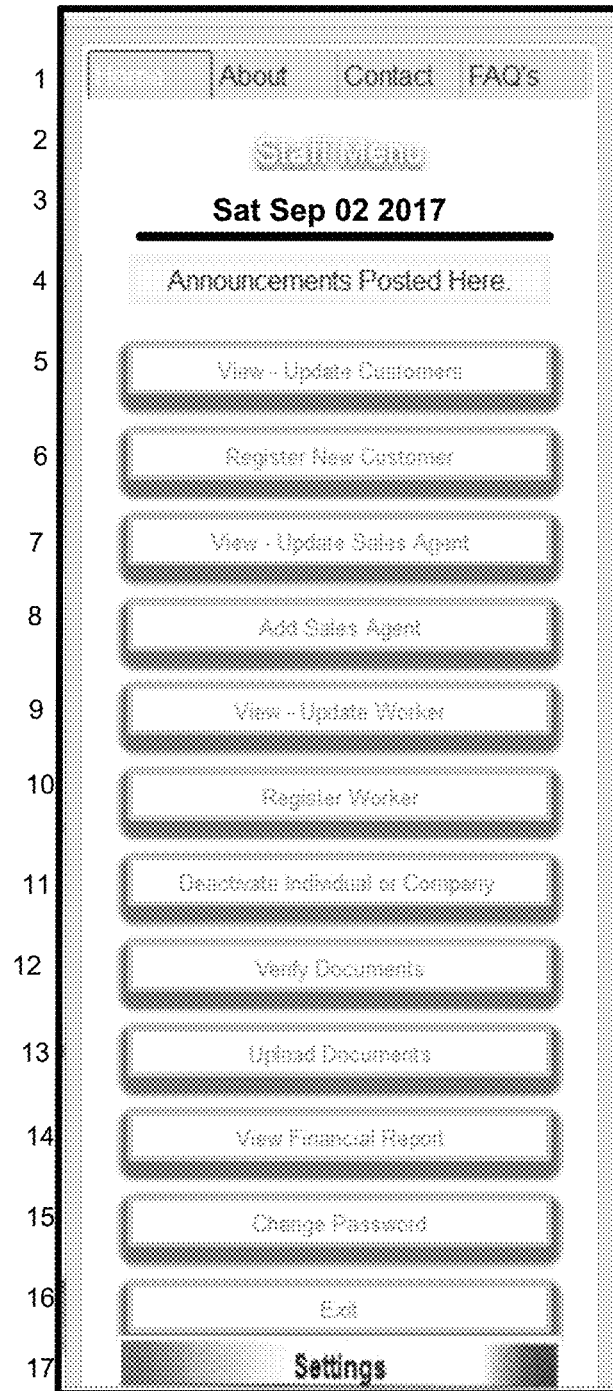 1 About Contact FAQ's
2
3 Sat Sep 02 2017
4 Announcements Posted Here.
5 View - Update Customers
6 Register New Customer
7 View - Update Sales Agent
8 Add Sales Agent
9 View - Update Worker
10 Register Worker
11 Deactivate Individual or Company
12 Verify Documents
13 Upload Documents
14 View Financial Report
15 Change Password
16 Exit
17 Settings